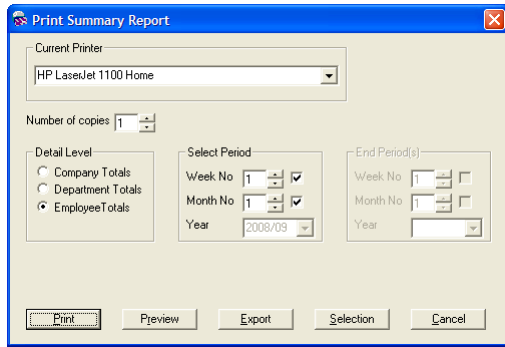 Print Summary Report
Current Printer
HP LaserJet 1100 Home
Number of copies 1
Detail Level
Company Totals
Department Totals
EmployeeTotals
Select Period
Week No 1
Month No 1
Year 2008/09
End Period(s)
Week No 1
Month No 1
Year
Print Preview Export Selection Cancel